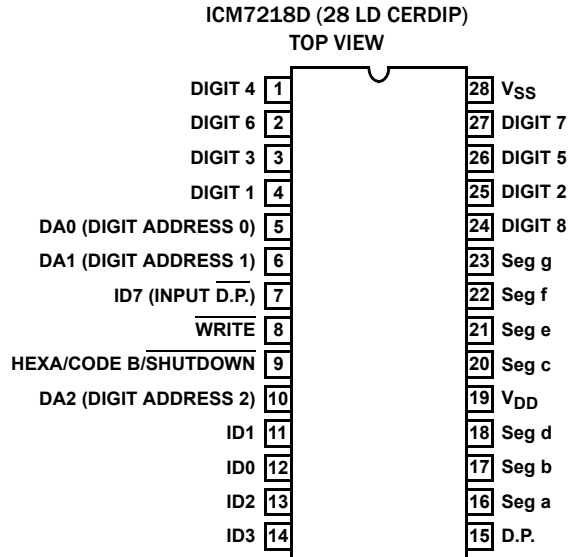 ICM7218D (28 LD CERDIP)
TOP VIEW
DIGIT 4 1 28 VSS
DIGIT 6 2 27 DIGIT 7
DIGIT 3 3 26 DIGIT 5
DIGIT 1 4 25 DIGIT 2
DA0 (DIGIT ADDRESS 0) 5 24 DIGIT 8
DA1 (DIGIT ADDRESS 1) 6 23 Seg g
ID7 (INPUT D.P.) 7 22 Seg f
WRITE 8 21 Seg e
HEXA/CODE B/SHUTDOWN 9 20 Seg c
DA2 (DIGIT ADDRESS 2) 10 19 VDD
ID1 11 18 Seg d
ID0 12 17 Seg b
ID2 13 16 Seg a
ID3 14 15 D.P.